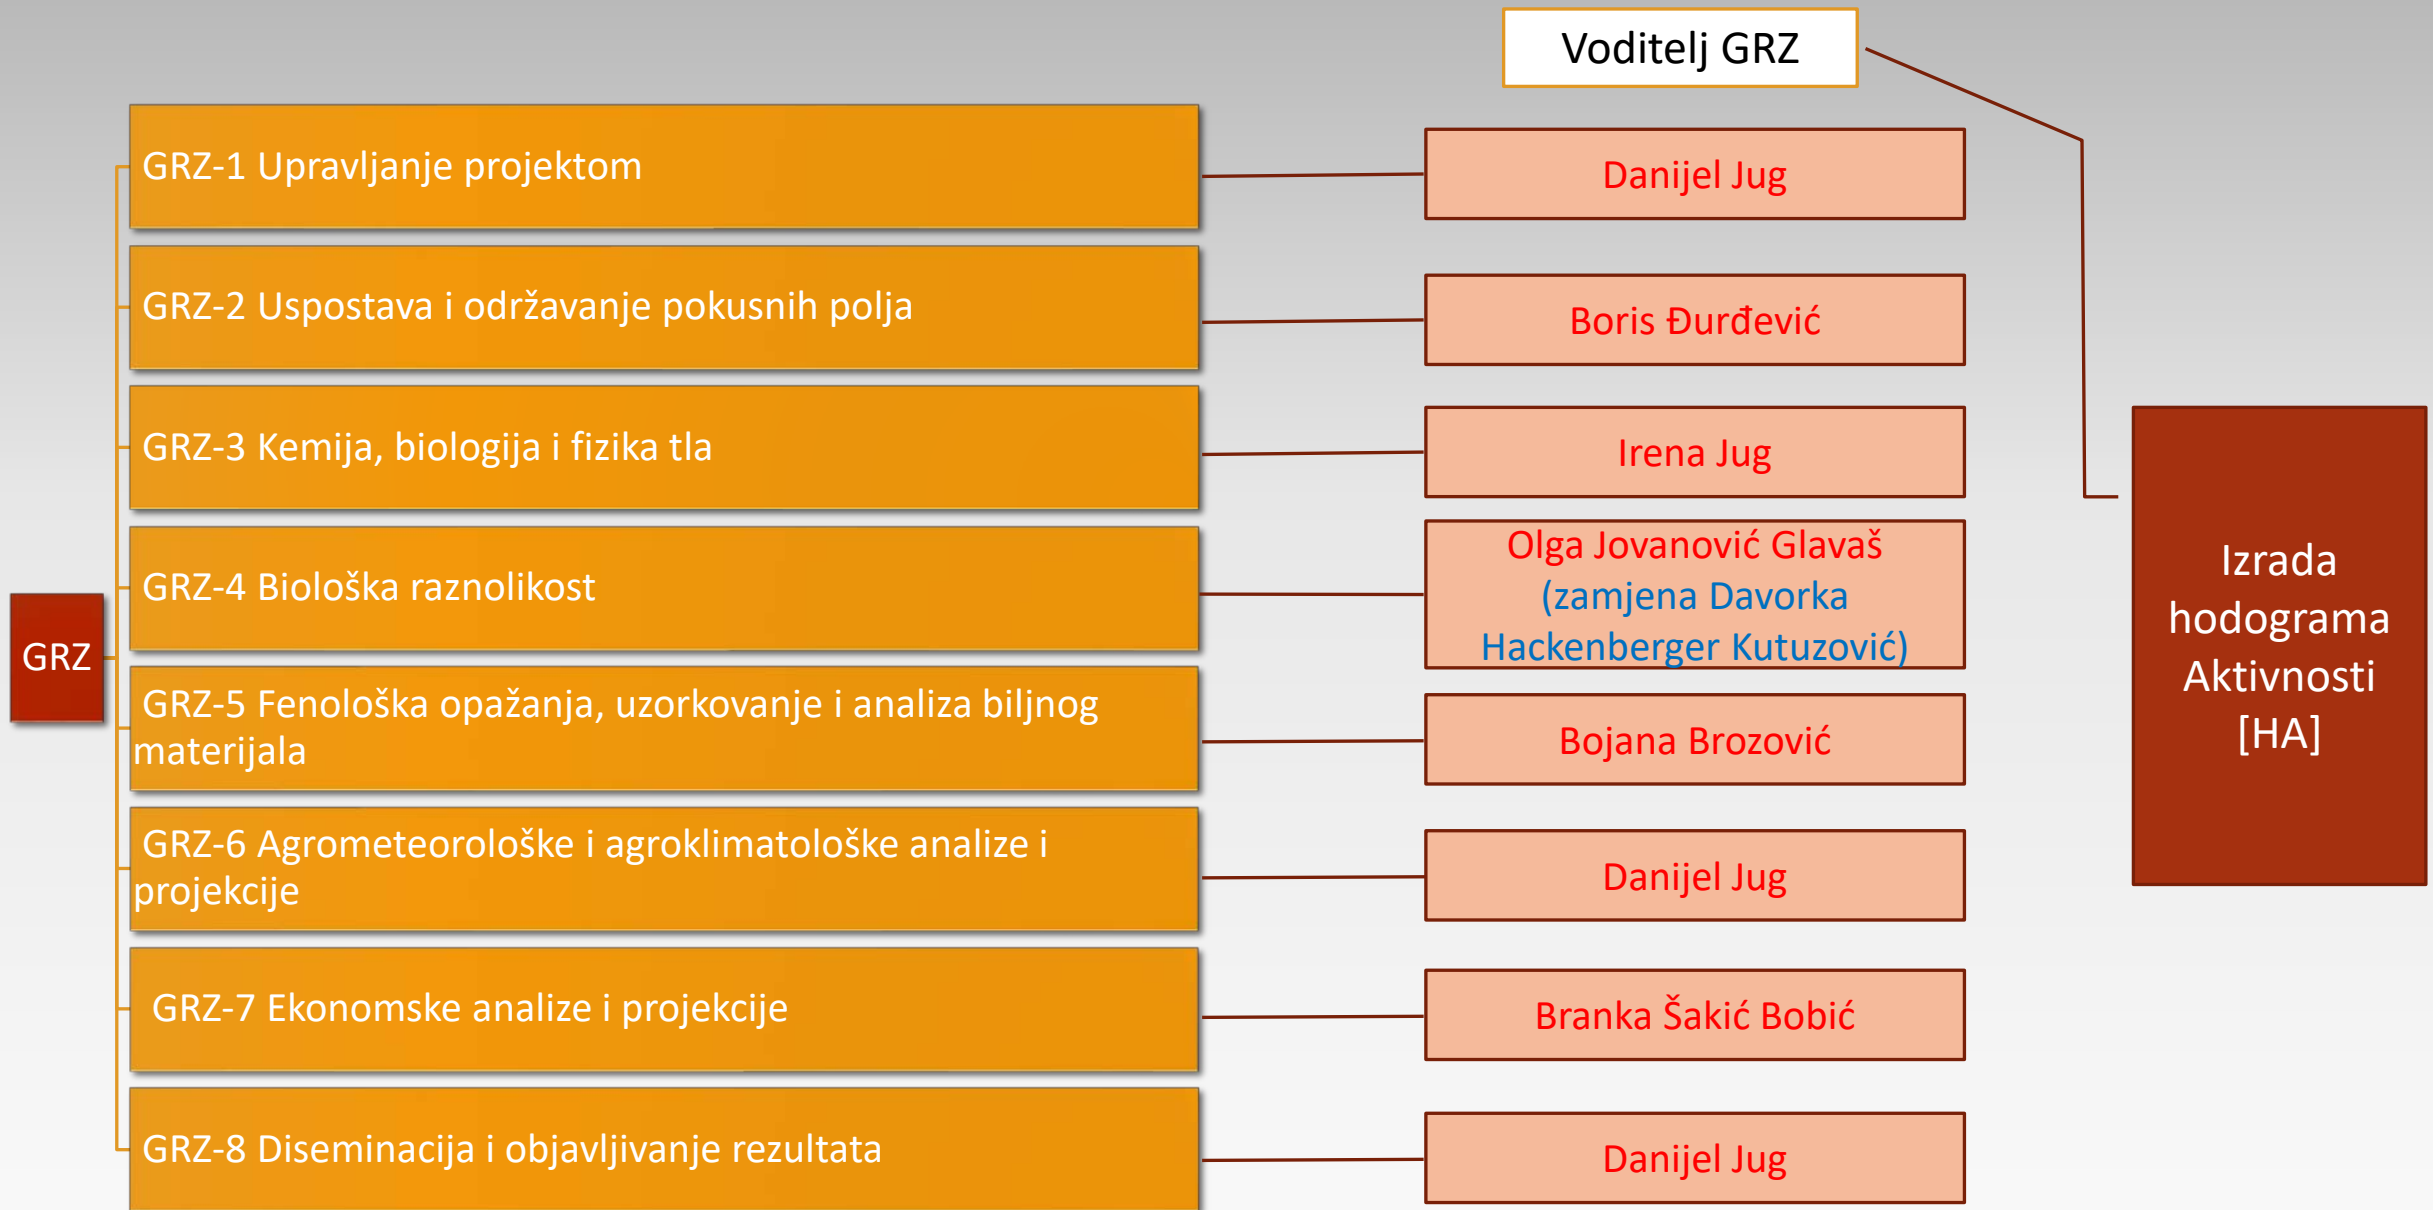 Voditelj GRZ
GRZ
GRZ-1 Upravljanje projektom
Danijel Jug
GRZ-2 Uspostava i održavanje pokusnih polja
Boris Đurđević
GRZ-3 Kemija, biologija i fizika tla
Irena Jug
GRZ-4 Biološka raznolikost
Olga Jovanović Glavaš
(zamjena Davorka
Hackenberger Kutuzović)
GRZ-5 Fenološka opažanja, uzorkovanje i analiza biljnog
materijala
Bojana Brozović
GRZ-6 Agrometeorološke i agroklimatološke analize i
projekcije
Danijel Jug
GRZ-7 Ekonomske analize i projekcije
Branka Šakić Bobić
GRZ-8 Diseminacija i objavljivanje rezultata
Danijel Jug
Izrada
hodograma
Aktivnosti
[HA]